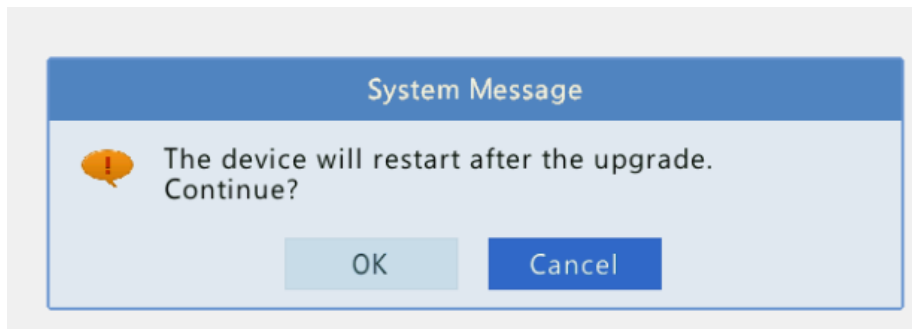 System Message
The device will restart after the upgrade.
Continue?
OK
Cancel